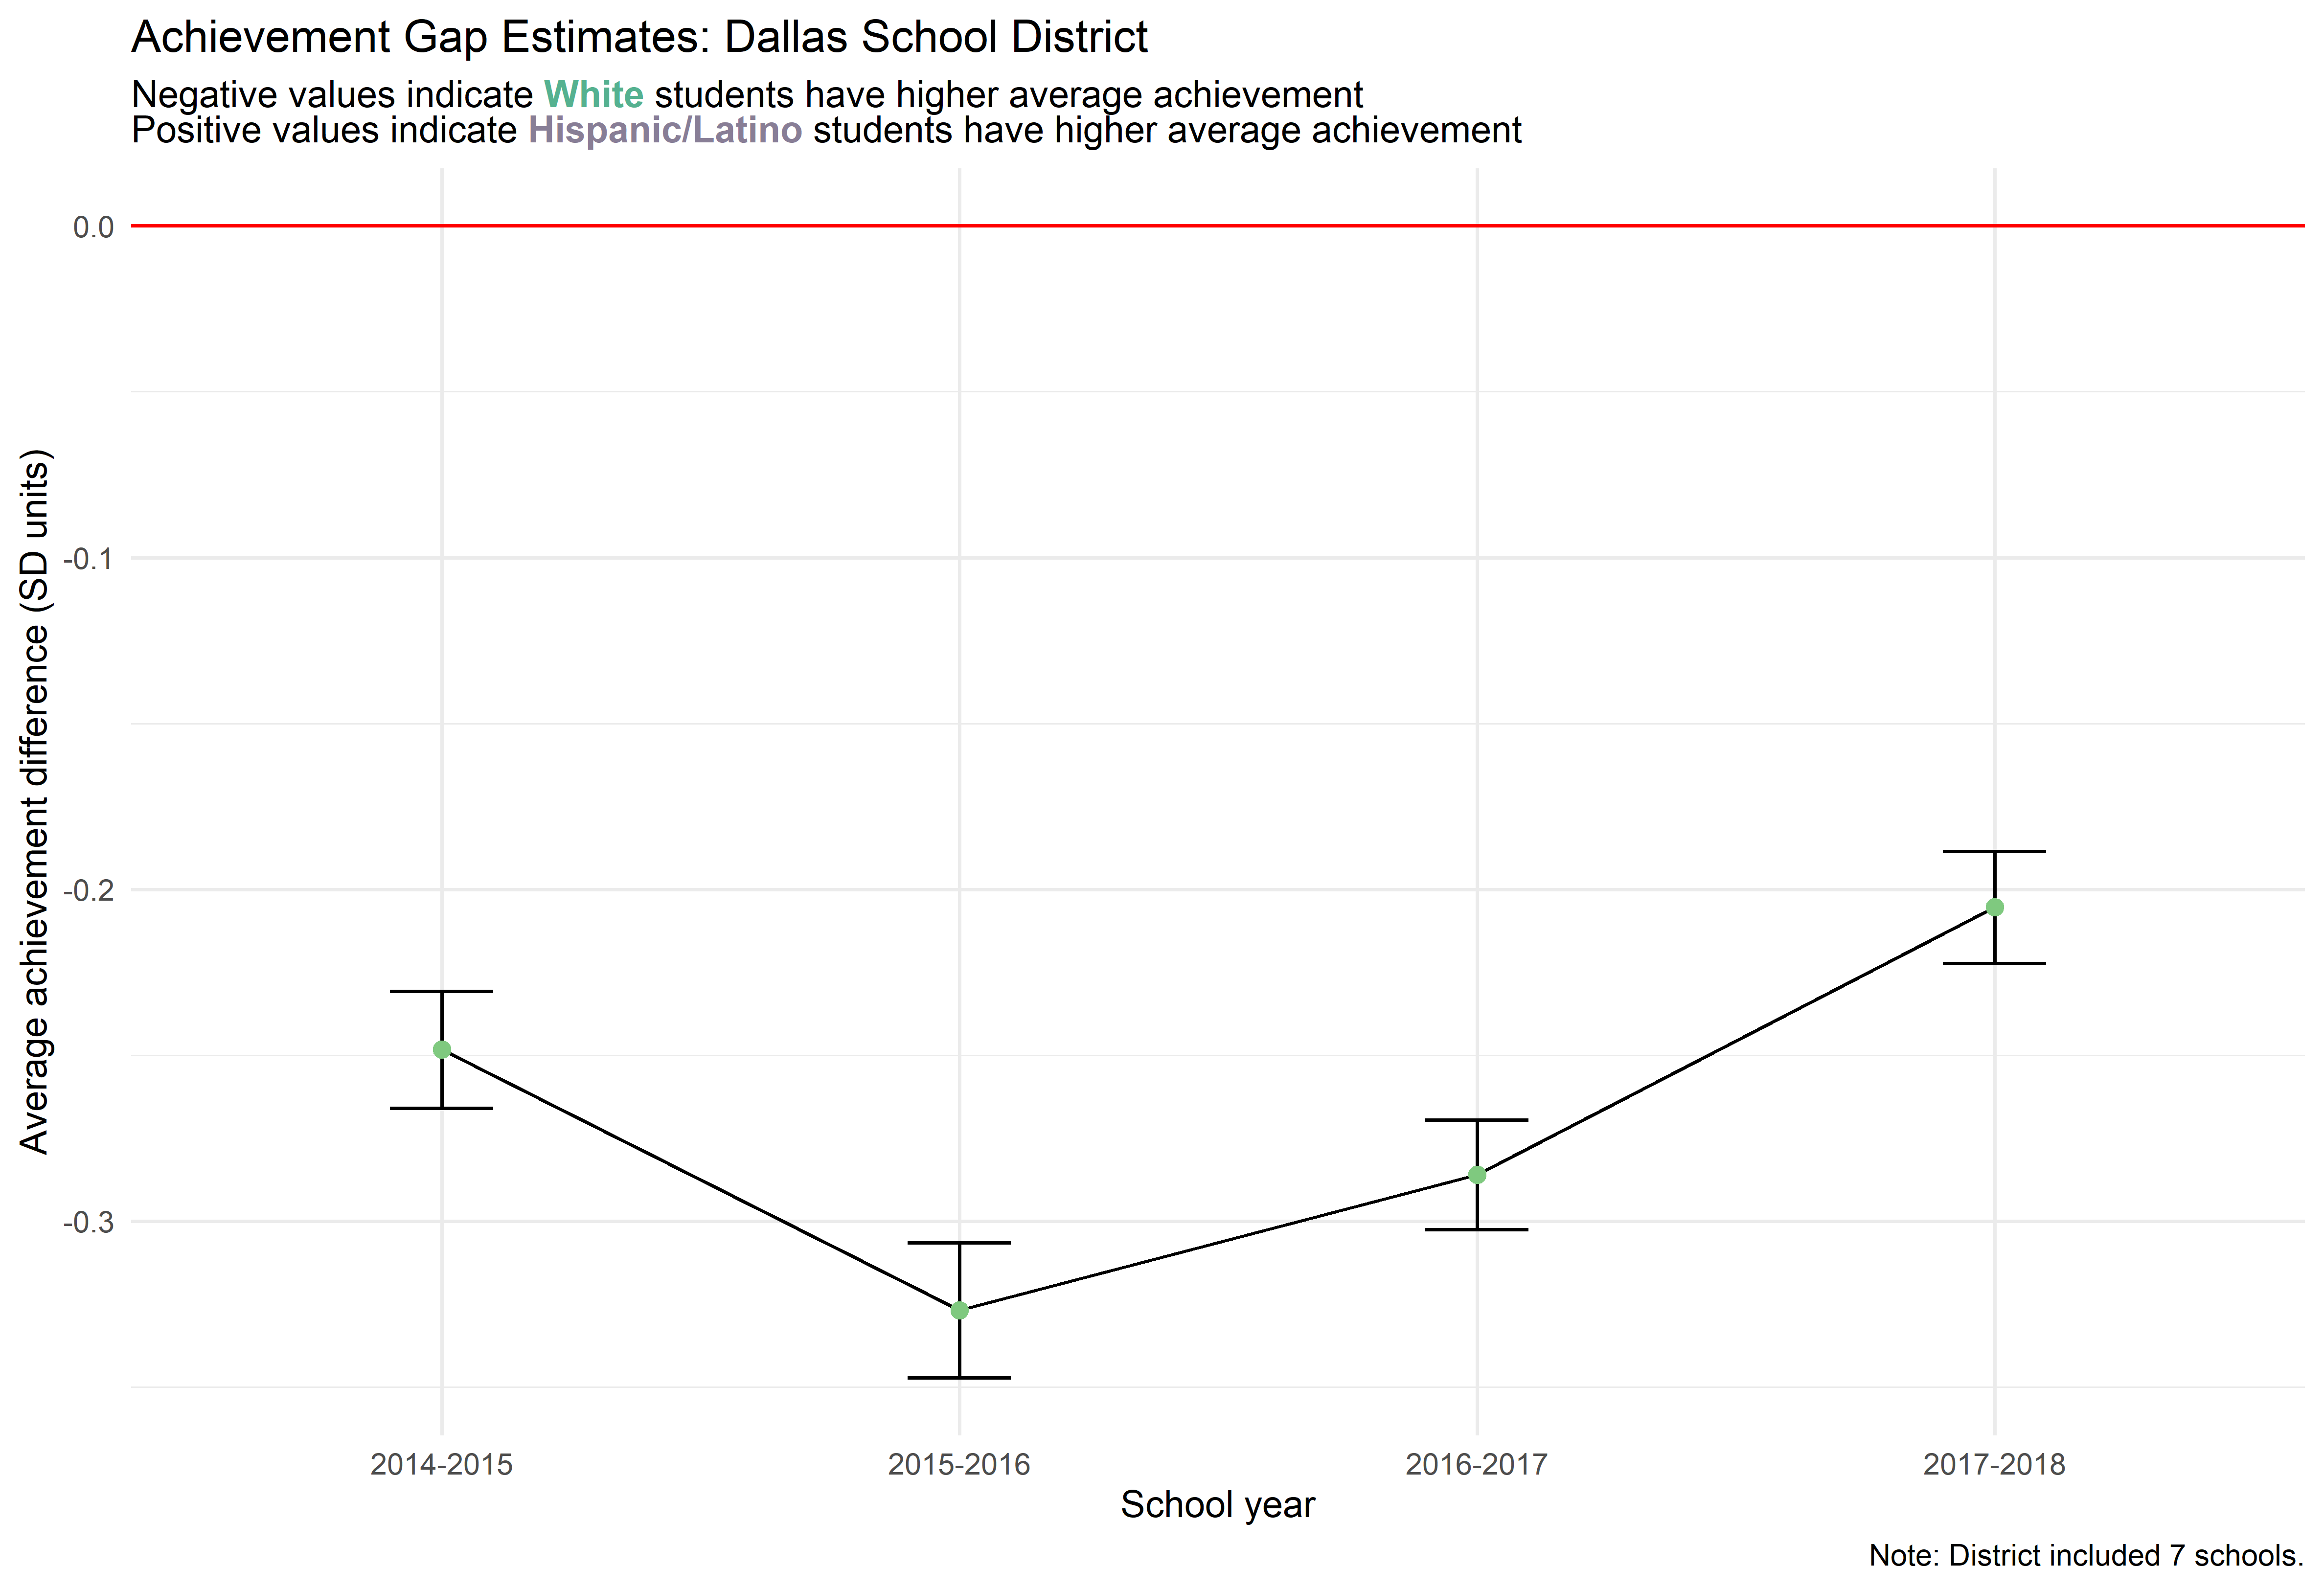 Achievement Gap Estimates: Dallas School District
Negative values indicate White students have higher average achievement
Positive values indicate Hispanic/Latino students have higher average achievement
Average achievement difference (SD units)
0.0
-0.1
-0.2
-0.3
2014-2015
2015-2016
2016-2017
2017-2018
School year
Note: District included 7 schools.